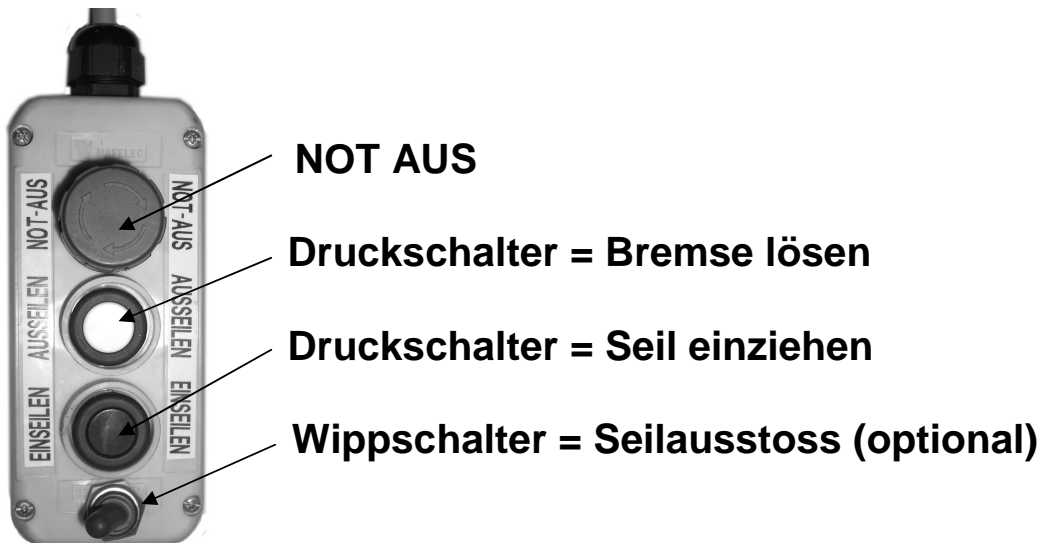 NOT AUS
Druckschalter = Bremse lösen
Druckschalter = Seil einziehen
Wippschalter = Seilausstoss (optional)
NOT-AUS
AUSSEILEN
EINSEILEN
NOT-AUS
AUSSEILEN
EINSEILEN